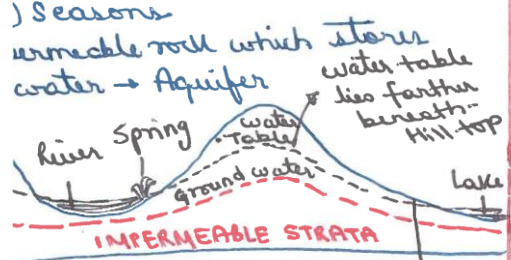 ) Seasons
ermeable rock which stores
water → Aquifer
water table
lies farther
beneath
Hill top
River
Spring
water
Table
Ground water
Lake
IMPERMEABLE STRATA